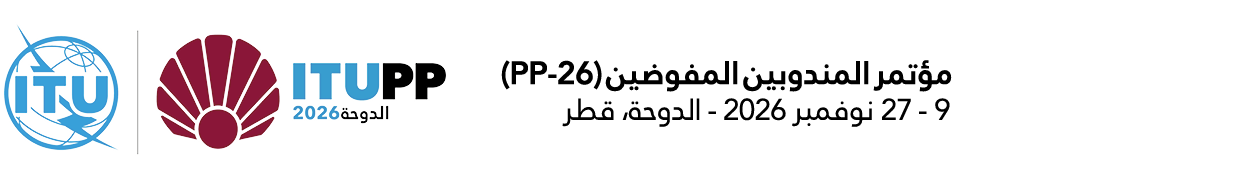 ITU
ITUPP
الدوحة2026
مؤتمر المندوبين المفوضين (PP-26)
9 - 27 نوفمبر 2026 - الدوحة، قطر